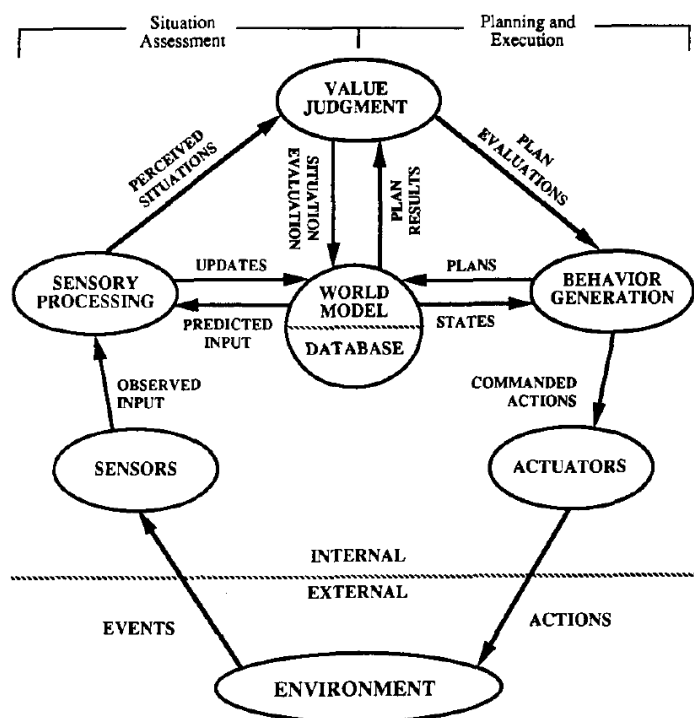 Situation
Assessment
Planning and
Execution
VALUE
JUDGMENT
PERCEIVED
SITUATIONS
SITUATION
EVALUATION
PLAN
RESULTS
PLAN
EVALUATIONS
SENSORY
PROCESSING
UPDATES
PREDICTED
INPUT
WORLD
MODEL
DATABASE
PLANS
STATES
BEHAVIOR
GENERATION
OBSERVED
INPUT
COMMANDED
ACTIONS
SENSORS
ACTUATORS
INTERNAL
EXTERNAL
EVENTS
ACTIONS
ENVIRONMENT